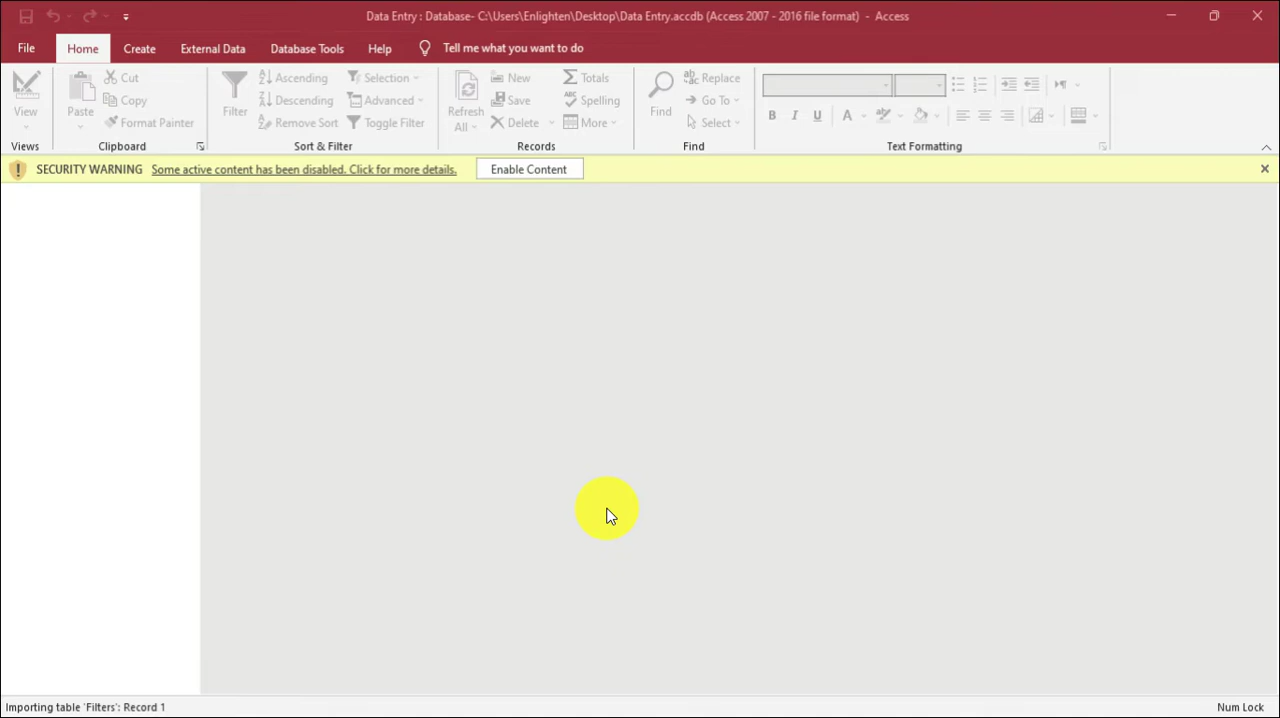 Data Entry : Database- C:\Users\Enlighten\Desktop\Data Entry.accdb (Access 2007 - 2016 file format) - Access
File Home Create External Data Database Tools Help Tell me what you want to do
View
Views
Paste
Cut
Copy
Format Painter
Clipboard
Filter
Ascending
Descending
Remove Sort
Selection
Advanced
Toggle Filter
Sort & Filter
Refresh
All
New
Save
Delete
Totals
Spelling
More
Records
Find
Replace
Go To
Select
Find
B I U A
Text Formatting
SECURITY WARNING Some active content has been disabled. Click for more details. Enable Content
Importing table 'Filters': Record 1
Num Lock